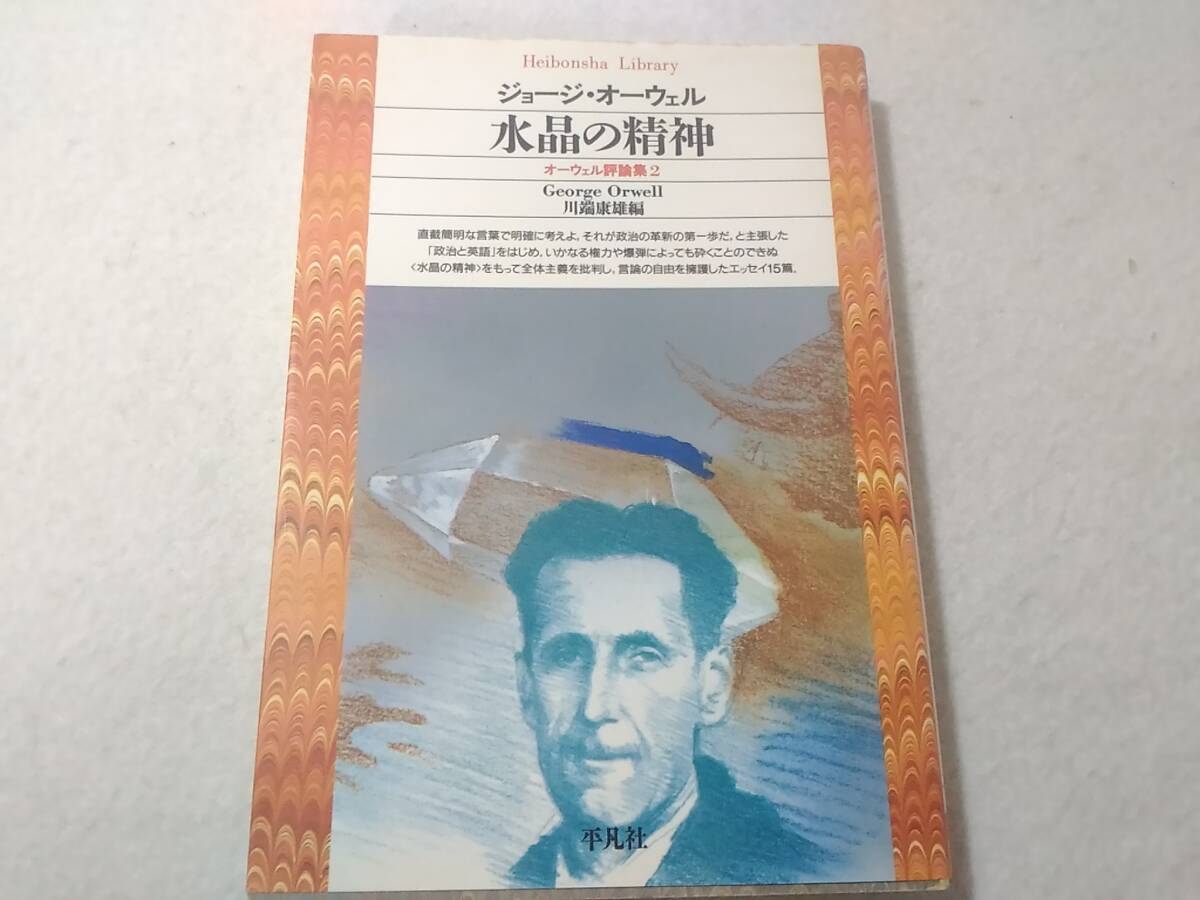 Heibonsha Library
ジョージ・オーウェル
水晶の精神
オーウェル評論集2
George Orwell
川端康雄編
直截簡明な言葉で明確に考えよ。それが政治の革新の第一歩だ。と主張した
「政治と英語」をはじめ、いかなる権力や爆弾によっても砕くことのできぬ
〈水晶の精神〉をもって全体主義を批判し、言論の自由を擁護したエッセイ15篇。
平凡社